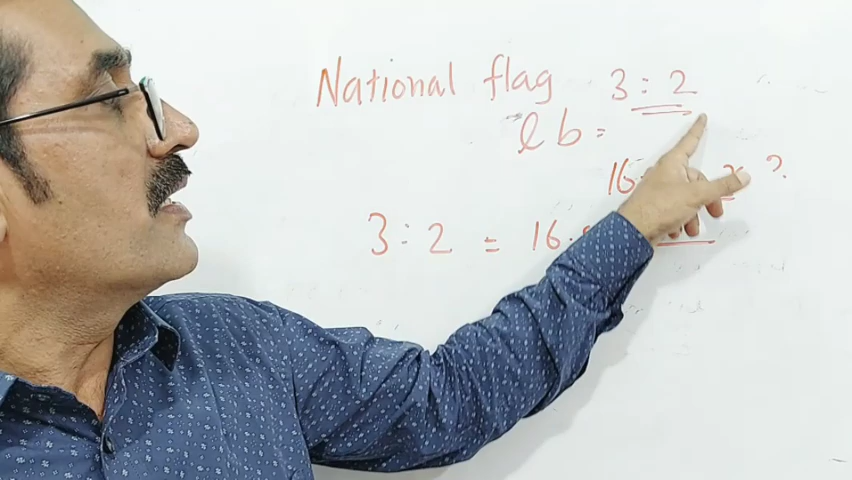 National flag 3 : 2
l b =
16. x ?
3 : 2 = 16.